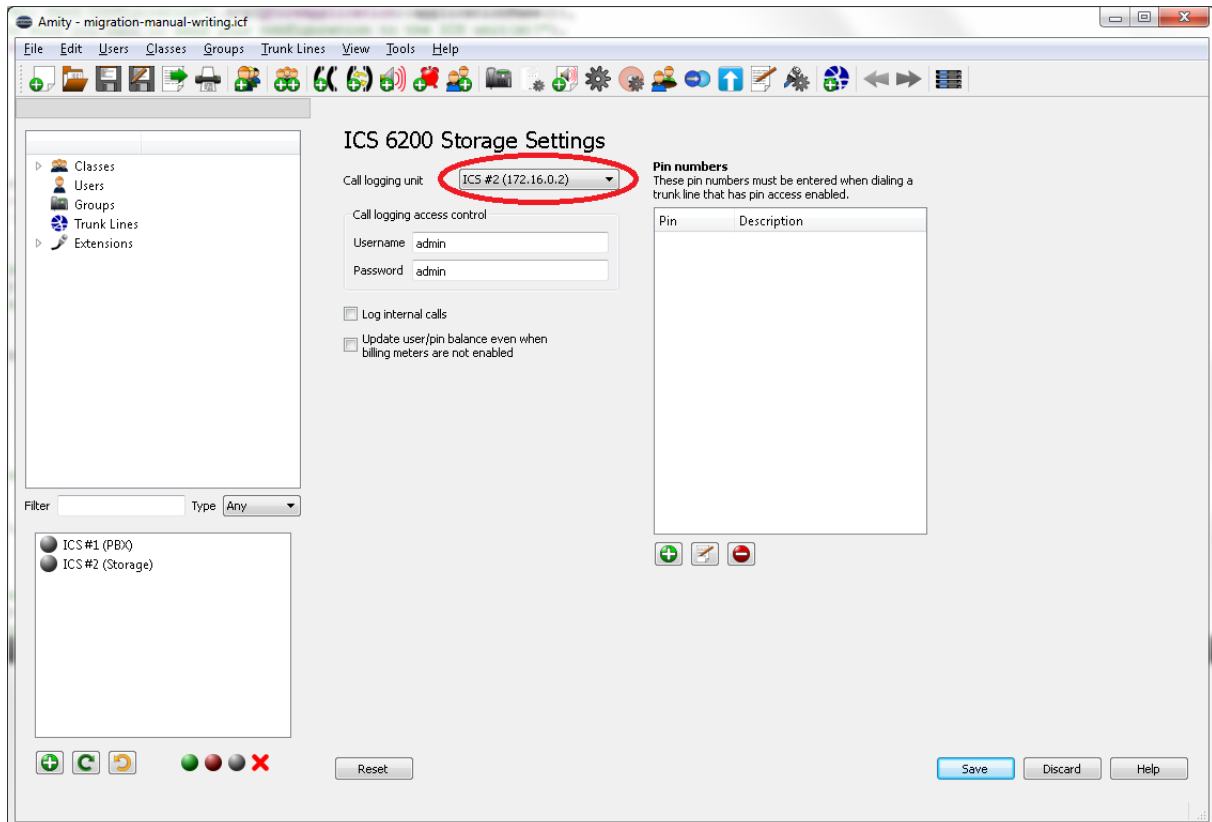 Amity - migration-manual-writing.icf
File Edit Users Classes Groups Trunk Lines View Tools Help
ICS 6200 Storage Settings
Call logging unit ICS #2 (172.16.0.2)
Call logging access control
Username admin
Password admin
Log internal calls
Update user/pin balance even when
billing meters are not enabled
Pin numbers
These pin numbers must be entered when dialing a
trunk line that has pin access enabled.
Pin Description
Classes
Users
Groups
Trunk Lines
Extensions
Filter Type Any
ICS #1 (PBX)
ICS #2 (Storage)
Reset Save Discard Help